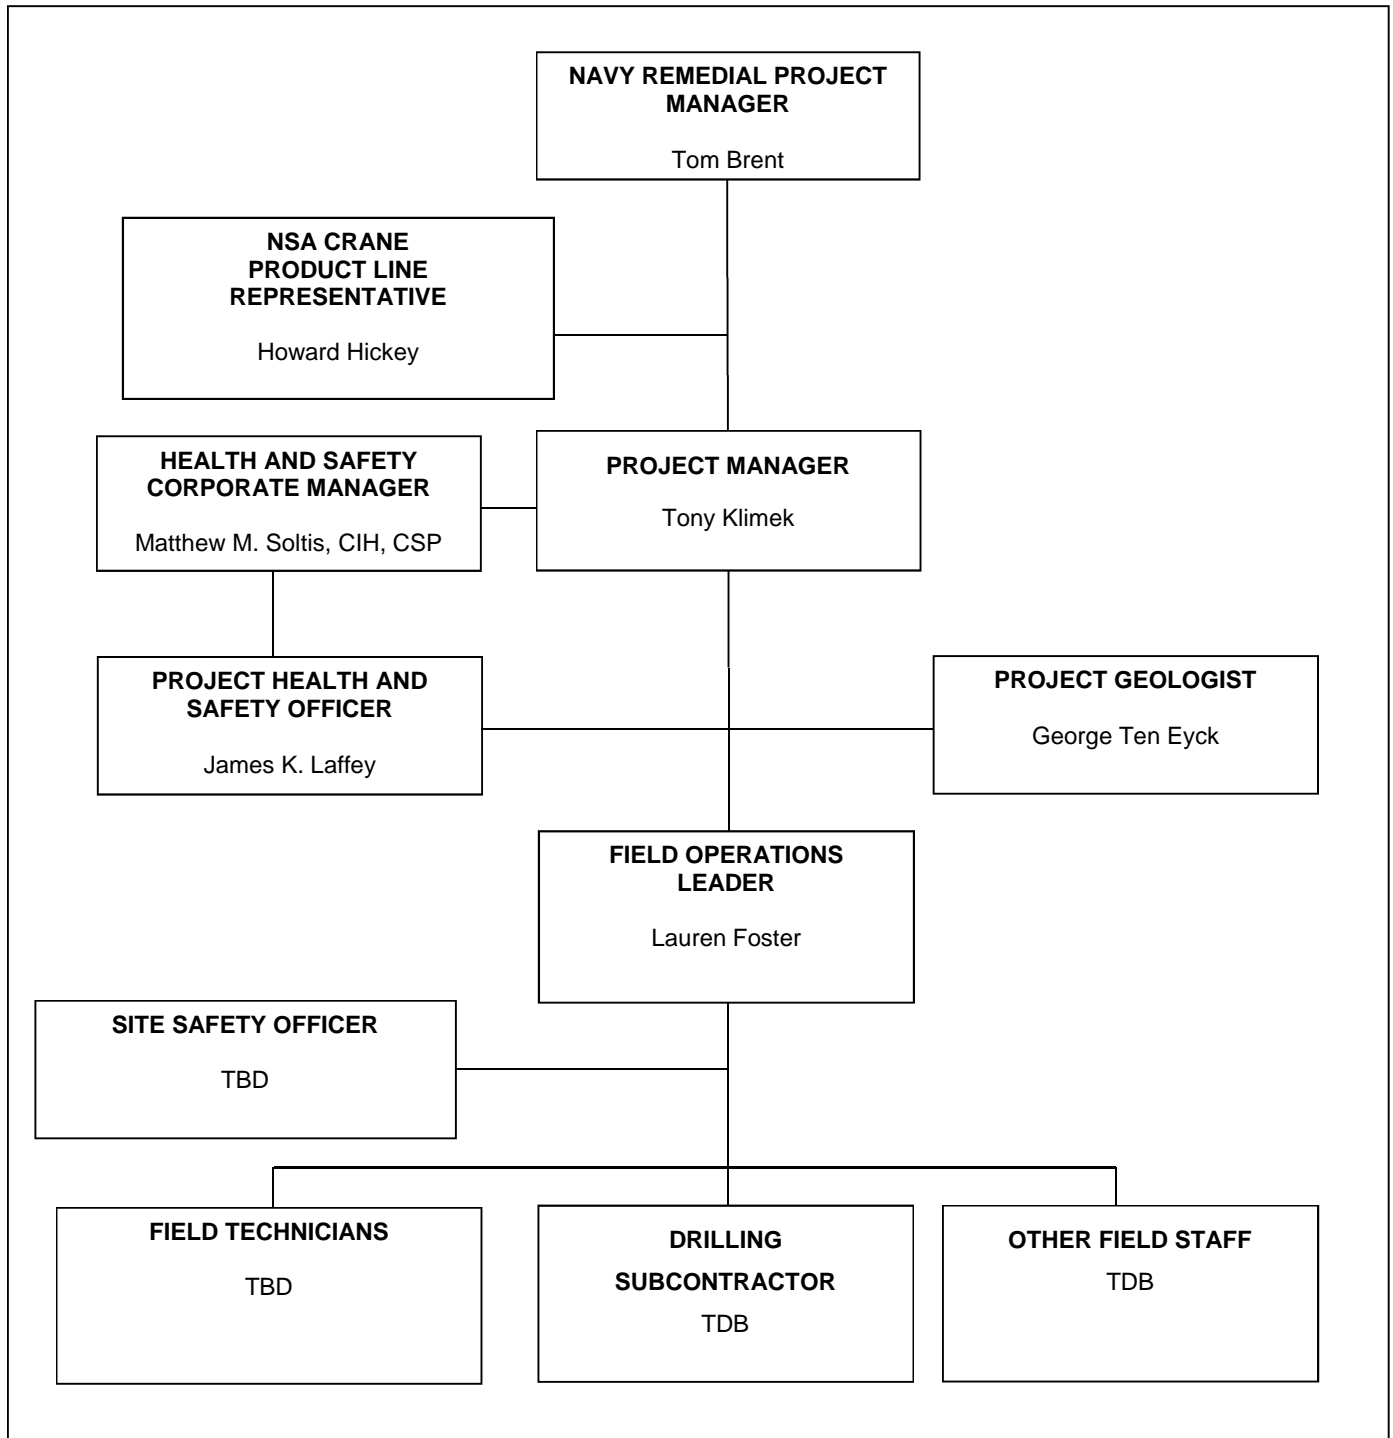 NAVY REMEDIAL PROJECT
MANAGER
Tom Brent
NSA CRANE
PRODUCT LINE
REPRESENTATIVE
Howard Hickey
HEALTH AND SAFETY
CORPORATE MANAGER
Matthew M. Soltis, CIH, CSP
PROJECT MANAGER
Tony Klimek
PROJECT HEALTH AND
SAFETY OFFICER
James K. Laffey
PROJECT GEOLOGIST
George Ten Eyck
FIELD OPERATIONS
LEADER
Lauren Foster
SITE SAFETY OFFICER
TBD
FIELD TECHNICIANS
TBD
DRILLING
SUBCONTRACTOR
TDB
OTHER FIELD STAFF
TDB